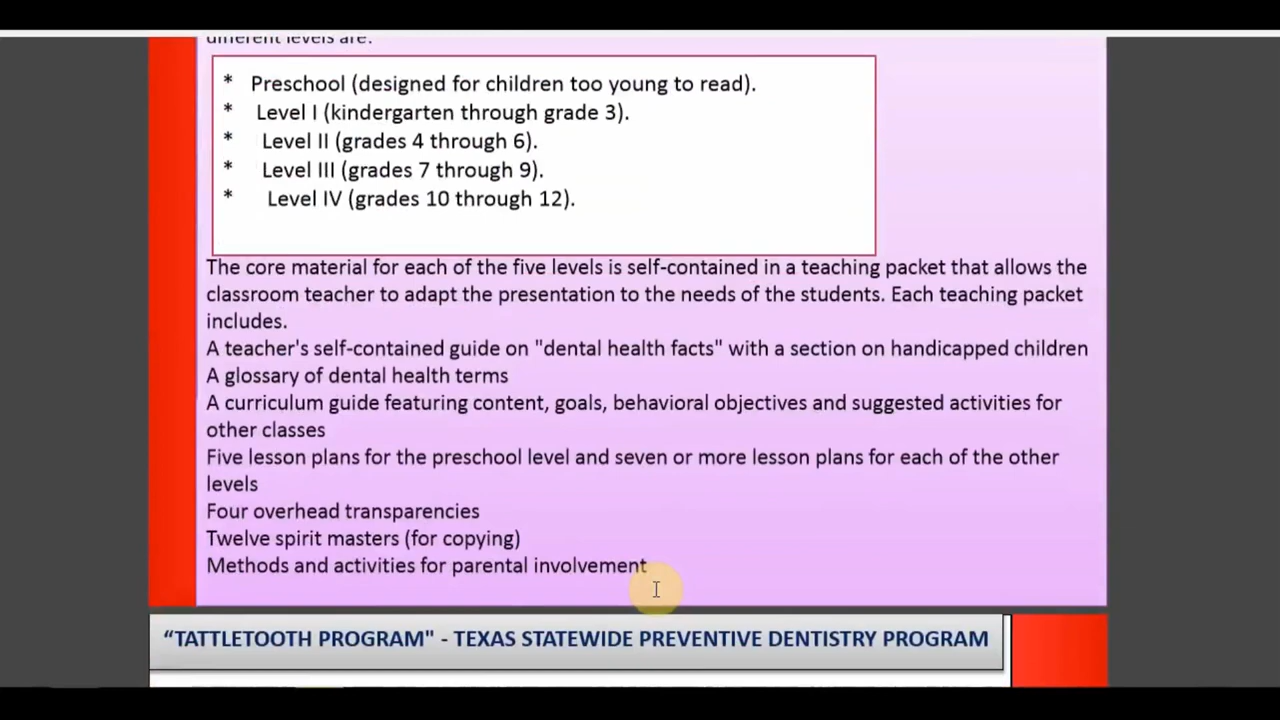 different levels are:
* Preschool (designed for children too young to read).
* Level I (kindergarten through grade 3).
* Level II (grades 4 through 6).
* Level III (grades 7 through 9).
* Level IV (grades 10 through 12).
The core material for each of the five levels is self-contained in a teaching packet that allows the
classroom teacher to adapt the presentation to the needs of the students. Each teaching packet
includes.
A teacher's self-contained guide on "dental health facts" with a section on handicapped children
A glossary of dental health terms
A curriculum guide featuring content, goals, behavioral objectives and suggested activities for
other classes
Five lesson plans for the preschool level and seven or more lesson plans for each of the other
levels
Four overhead transparencies
Twelve spirit masters (for copying)
Methods and activities for parental involvement
“TATTLETOOTH PROGRAM" - TEXAS STATEWIDE PREVENTIVE DENTISTRY PROGRAM